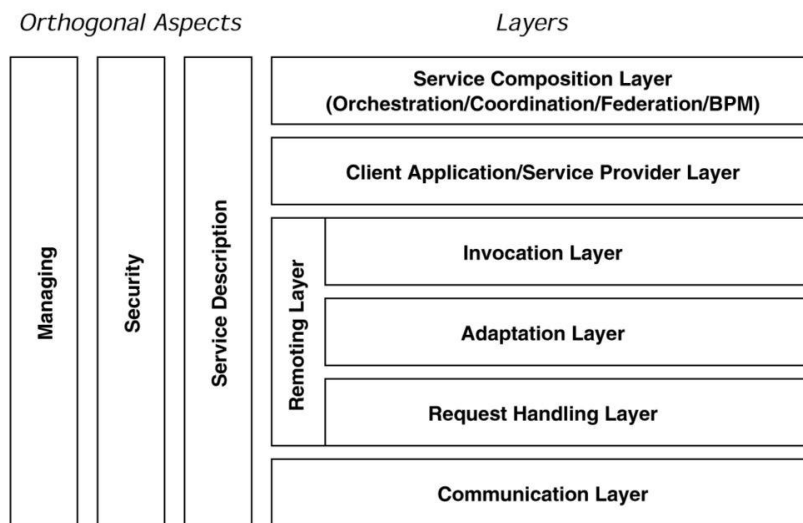 Orthogonal Aspects
Layers
Managing
Security
Service Description
Service Composition Layer
(Orchestration/Coordination/Federation/BPM)
Client Application/Service Provider Layer
Remoting Layer
Invocation Layer
Adaptation Layer
Request Handling Layer
Communication Layer